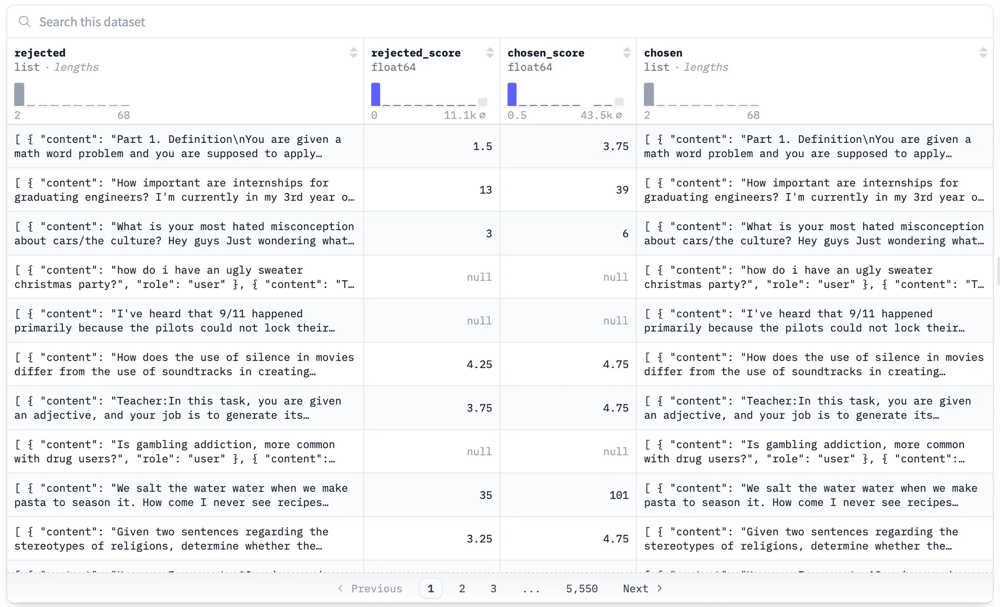 Search this dataset
rejected
list · lengths
2 68
rejected_score
float64
0 11.1k ∅
chosen_score
float64
0.5 43.5k ∅
chosen
list · lengths
2 68
[ { "content": "Part 1. Definition\nYou are given a
math word problem and you are supposed to apply…
1.5
3.75
[ { "content": "Part 1. Definition\nYou are given a
math word problem and you are supposed to apply…
[ { "content": "How important are internships for
graduating engineers? I'm currently in my 3rd year o…
13
39
[ { "content": "How important are internships for
graduating engineers? I'm currently in my 3rd year o…
[ { "content": "What is your most hated misconception
about cars/the culture? Hey guys Just wondering what…
3
6
[ { "content": "What is your most hated misconception
about cars/the culture? Hey guys Just wondering what…
[ { "content": "how do i have an ugly sweater
christmas party?", "role": "user" }, { "content": "T…
null
null
[ { "content": "how do i have an ugly sweater
christmas party?", "role": "user" }, { "content": "T…
[ { "content": "I've heard that 9/11 happened
primarily because the pilots could not lock their…
null
null
[ { "content": "I've heard that 9/11 happened
primarily because the pilots could not lock their…
[ { "content": "How does the use of silence in movies
differ from the use of soundtracks in creating…
4.25
4.75
[ { "content": "How does the use of silence in movies
differ from the use of soundtracks in creating…
[ { "content": "Teacher:In this task, you are given
an adjective, and your job is to generate its…
3.75
4.75
[ { "content": "Teacher:In this task, you are given
an adjective, and your job is to generate its…
[ { "content": "Is gambling addiction, more common
with drug users?", "role": "user" }, { "content":…
null
null
[ { "content": "Is gambling addiction, more common
with drug users?", "role": "user" }, { "content":…
[ { "content": "We salt the water water when we make
pasta to season it. How come I never see recipes…
35
101
[ { "content": "We salt the water water when we make
pasta to season it. How come I never see recipes…
[ { "content": "Given two sentences regarding the
stereotypes of religions, determine whether the…
3.25
4.75
[ { "content": "Given two sentences regarding the
stereotypes of religions, determine whether the…
< Previous 1 2 3 ... 5,550 Next >